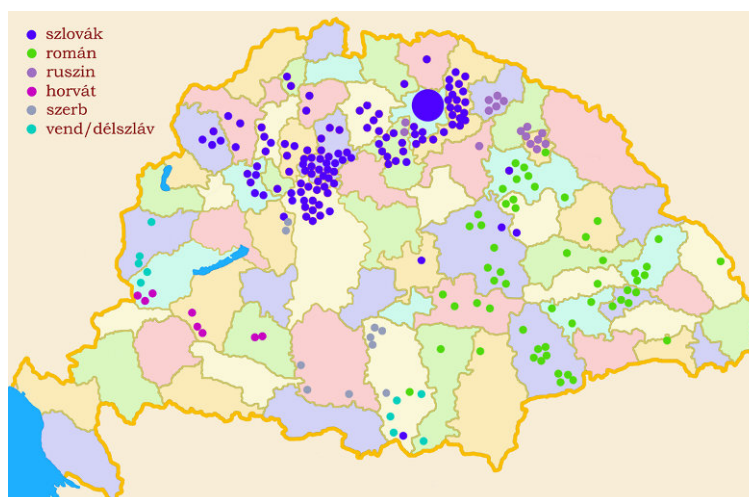 szlovák
román
ruszin
horvát
szerb
vend/délszláv